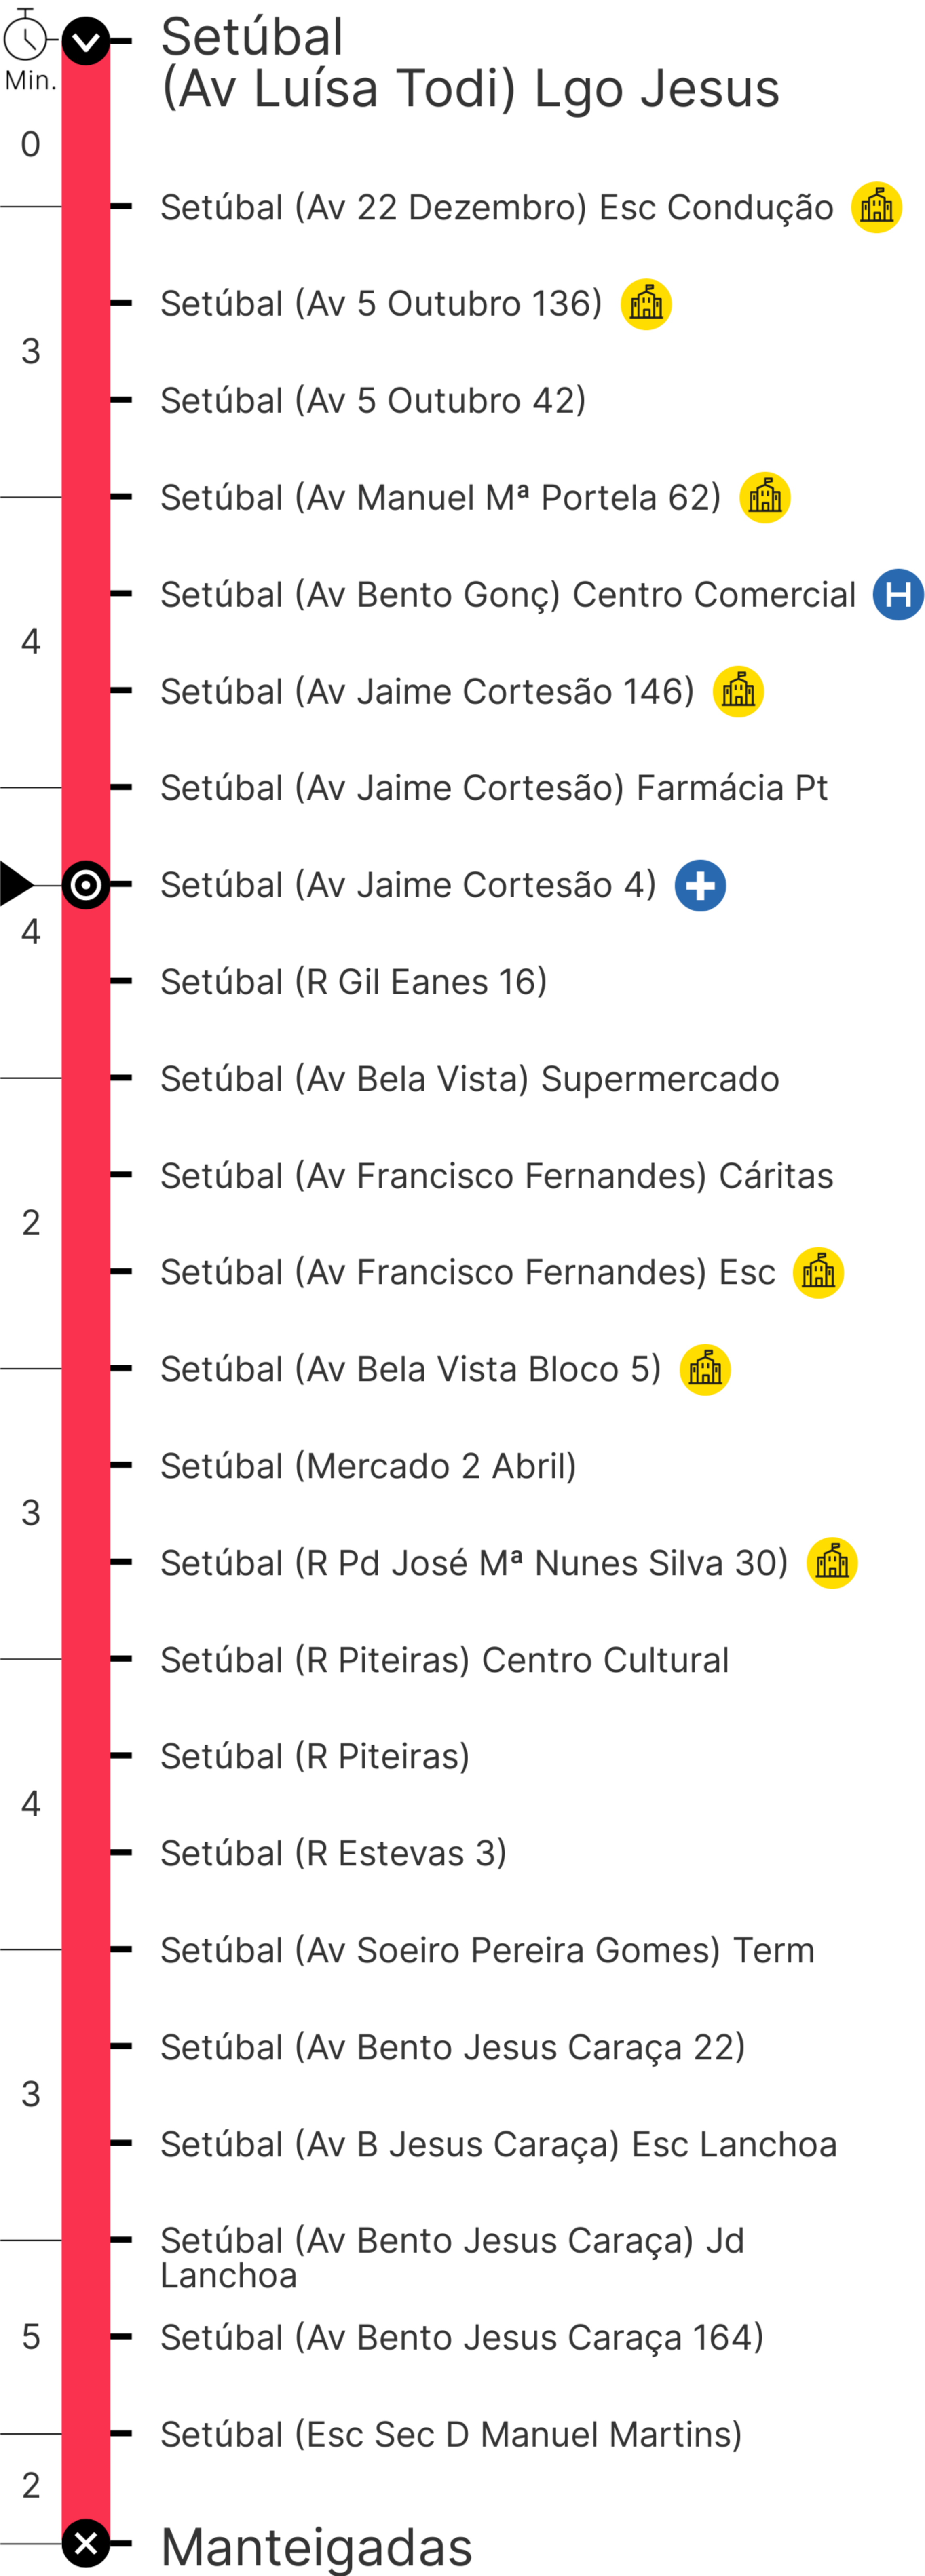 Setúbal
(Av Luísa Todi) Lgo Jesus
Min.
0
Setúbal (Av 22 Dezembro) Esc Condução
Setúbal (Av 5 Outubro 136)
3
Setúbal (Av 5 Outubro 42)
Setúbal (Av Manuel Mª Portela 62)
Setúbal (Av Bento Gonç) Centro Comercial H
4
Setúbal (Av Jaime Cortesão 146)
Setúbal (Av Jaime Cortesão) Farmácia Pt
Setúbal (Av Jaime Cortesão 4)
4
Setúbal (R Gil Eanes 16)
Setúbal (Av Bela Vista) Supermercado
Setúbal (Av Francisco Fernandes) Cáritas
2
Setúbal (Av Francisco Fernandes) Esc
Setúbal (Av Bela Vista Bloco 5)
Setúbal (Mercado 2 Abril)
3
Setúbal (R Pd José Mª Nunes Silva 30)
Setúbal (R Piteiras) Centro Cultural
Setúbal (R Piteiras)
4
Setúbal (R Estevas 3)
Setúbal (Av Soeiro Pereira Gomes) Term
Setúbal (Av Bento Jesus Caraça 22)
3
Setúbal (Av B Jesus Caraça) Esc Lanchoa
Setúbal (Av Bento Jesus Caraça) Jd
Lanchoa
5 Setúbal (Av Bento Jesus Caraça 164)
Setúbal (Esc Sec D Manuel Martins)
2
Manteigadas